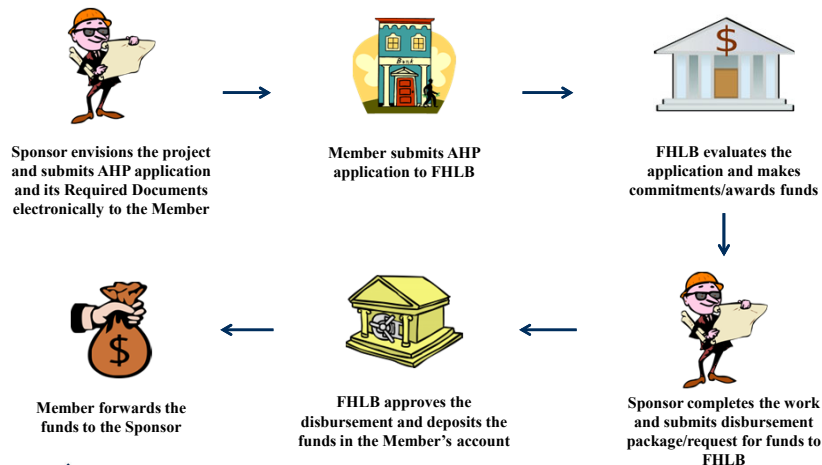 Sponsor envisions the project
and submits AHP application
and its Required Documents
electronically to the Member
Bank
Member submits AHP
application to FHLB
$
FHLB evaluates the
application and makes
commitments/awards funds
$
Member forwards the
funds to the Sponsor
FHLB approves the
disbursement and deposits the
funds in the Member's account
Sponsor completes the work
and submits disbursement
package/request for funds to
FHLB